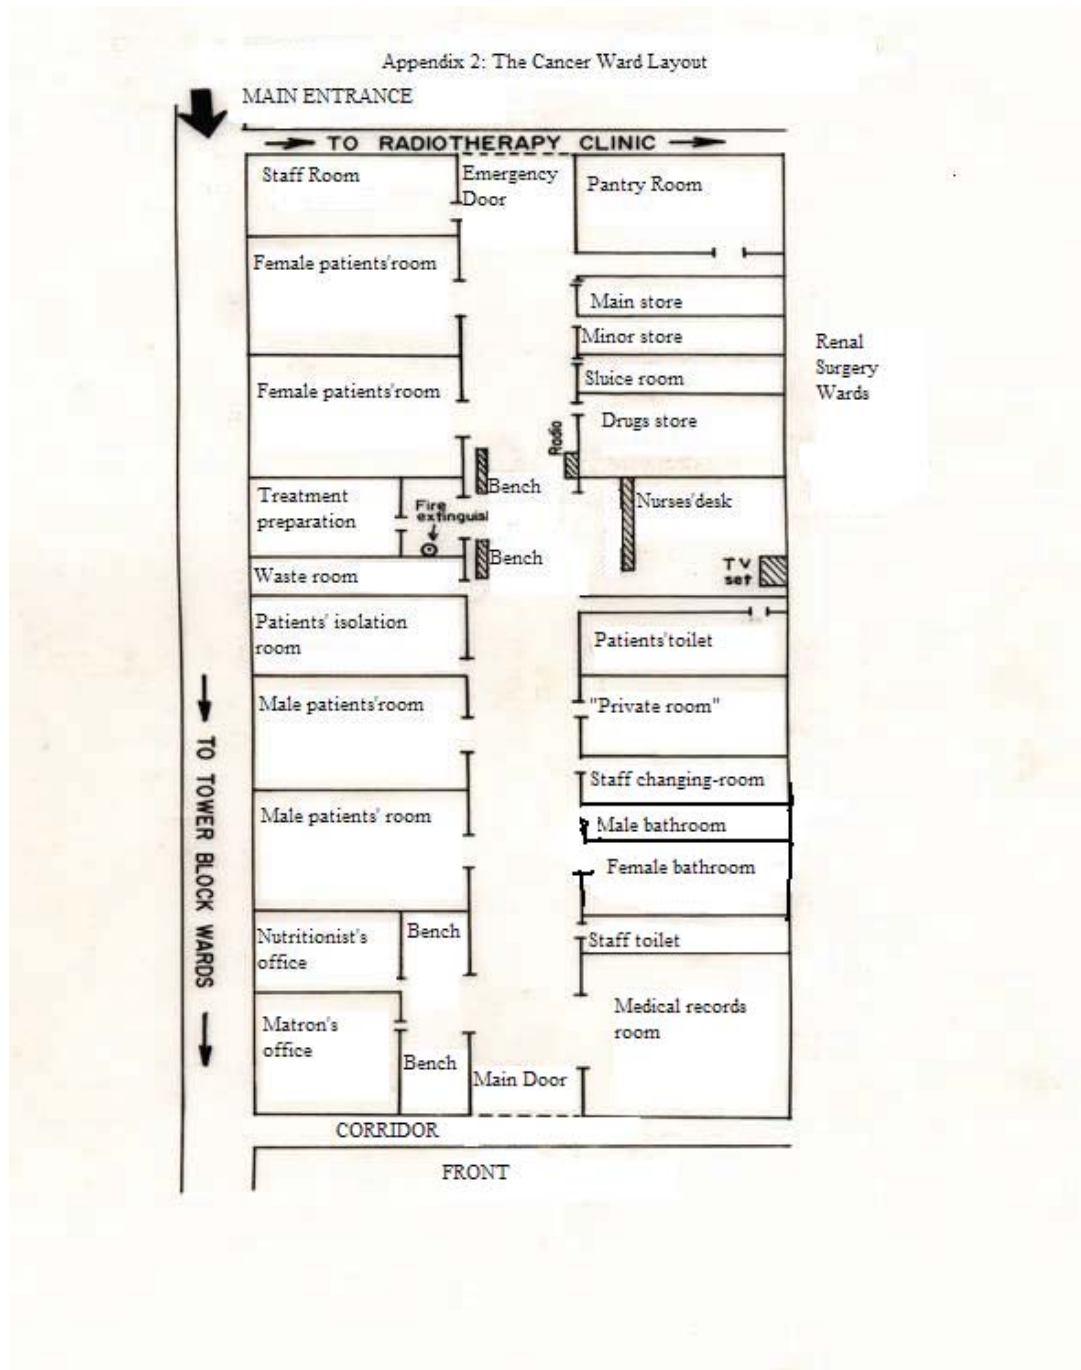 Appendix 2: The Cancer Ward Layout
MAIN ENTRANCE
TO RADIOTHERAPY CLINIC
Staff Room
Emergency
Door
Pantry Room
Female patients'room
Main store
Minor store
Renal
Surgery
Wards
Sluice room
Female patients'room
Drugs store
Radio
Bench
Treatment
preparation
Fire
extinguisl
Nurses'desk
Bench
TV
set
Waste room
Patients' isolation
room
Patients'toilet
Male patients'room
"Private room"
TO TOWER BLOCK WARDS
Staff changing-room
Male patients' room
Male bathroom
Female bathroom
Nutritionist's
office
Bench
Staff toilet
Matron's
office
Medical records
room
Bench
Main Door
CORRIDOR
FRONT